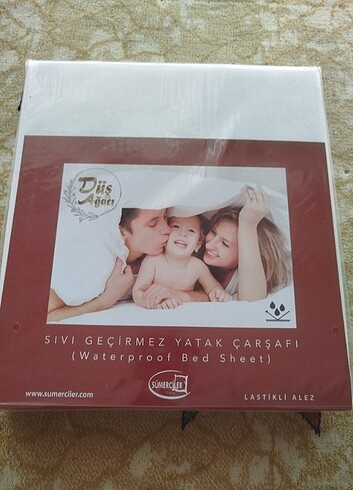 Düş
Ağacı
SIVI GEÇİRMEZ YATAK ÇARŞAFI
(Waterproof Bed Sheet)
www.sumerciler.com
SÜMERCİLER
LASTİKLİ ALEZ